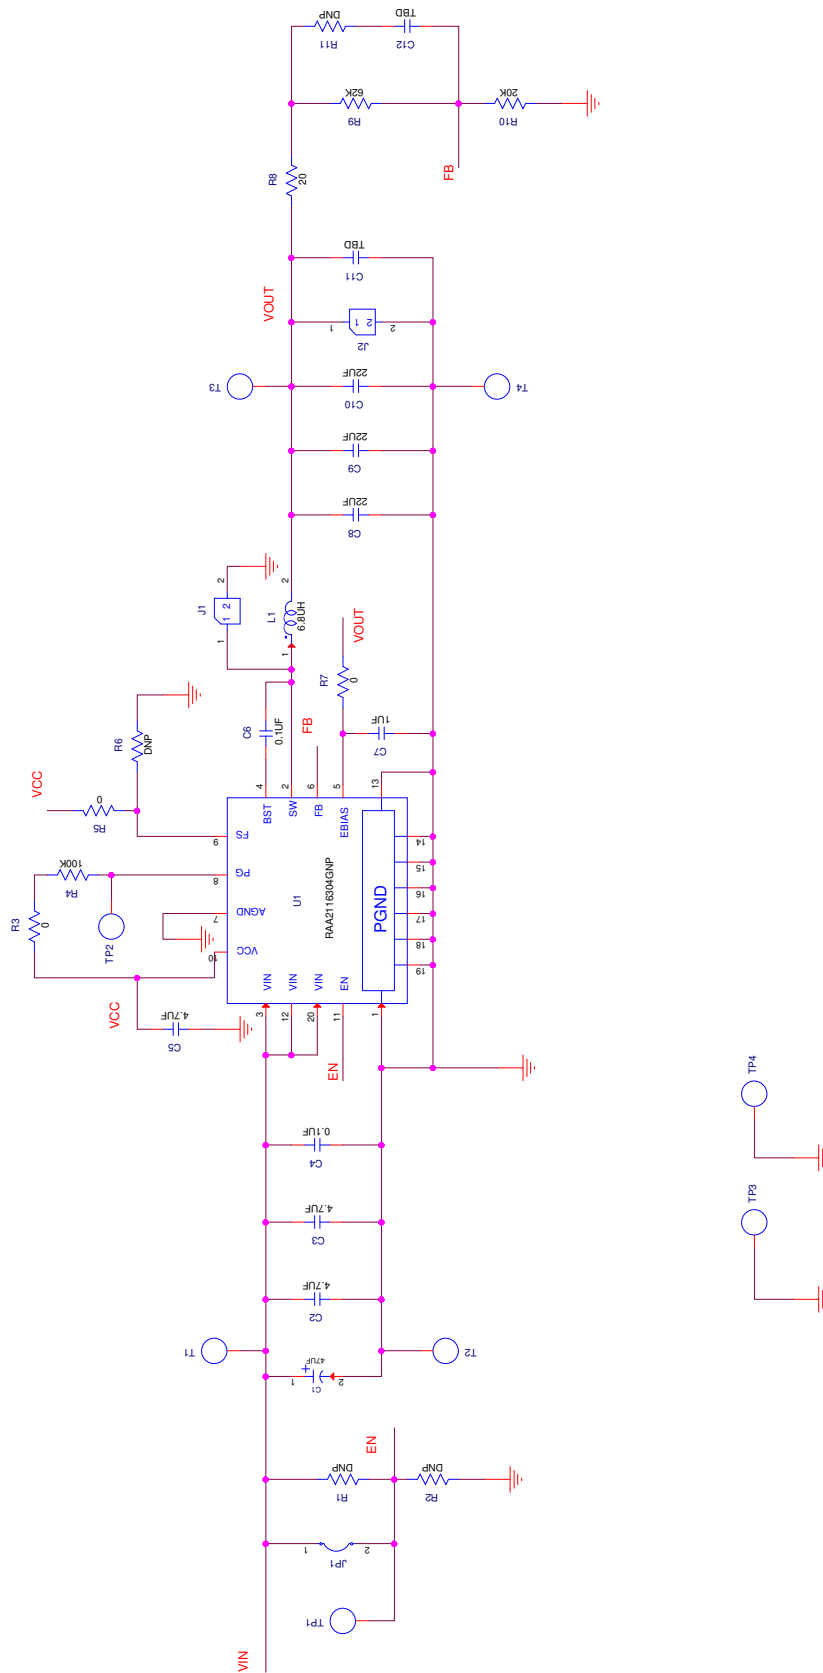 DNP
R11
TBD
C12
62K
R9
20K
R10
FB
R8
20
TBD
C11
VOUT
1
2 1
2
J2
T3
22UF
C10
T4
22UF
C9
22UF
C8
2
J1
1 2
1
2
L1
6.8UH
1
VOUT
R7
0
R6
DNP
C6
0.1UF
FB
1UF
C7
VCC
0
R5
4
2
6
5
13
9
FS
BST
SW
FB
EBIAS
14
100K
R4
8
PG
15
R3
0
TP2
U1
RAA2116304GNP
PGND
16
7
AGND
17
18
10
VCC
19
VIN
VIN
VIN
EN
VCC
4.7UF
C5
3
12
20
11
1
EN
TP4
0.1UF
C4
TP3
4.7UF
C3
4.7UF
C2
T1
T2
47UF
+
1
2
C1
EN
DNP
R1
DNP
R2
1
2
JP1
TP1
VIN